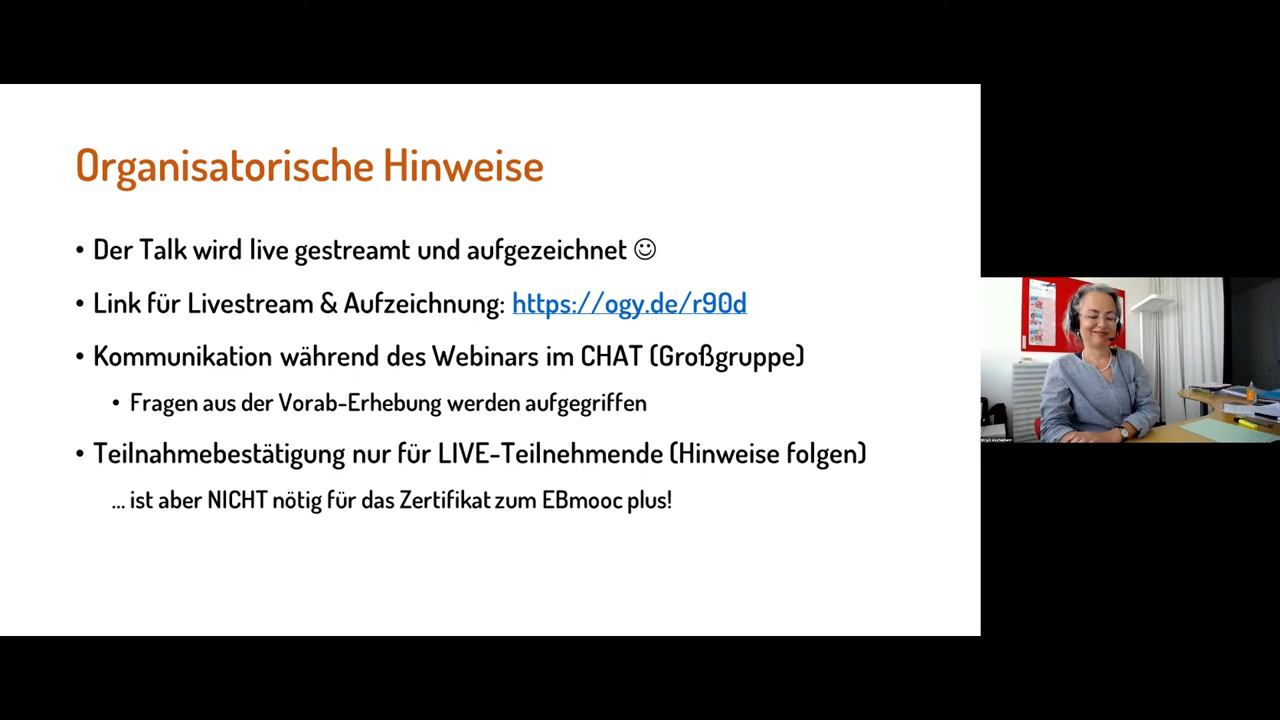 Organisatorische Hinweise
• Der Talk wird live gestreamt und aufgezeichnet ☺
• Link für Livestream & Aufzeichnung: https://ogy.de/r90d
• Kommunikation während des Webinars im CHAT (Großgruppe)
• Fragen aus der Vorab-Erhebung werden aufgegriffen
• Teilnahmebestätigung nur für LIVE-Teilnehmende (Hinweise folgen)
... ist aber NICHT nötig für das Zertifikat zum EBmooc plus!